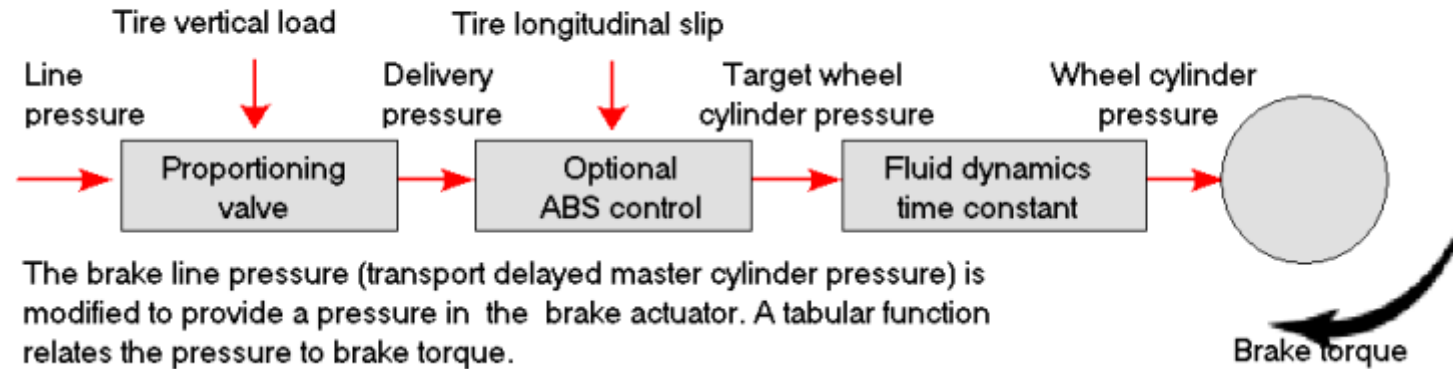 Tire vertical load
Tire longitudinal slip
Line
pressure
Delivery
pressure
Target wheel
cylinder pressure
Wheel cylinder
pressure
Proportioning
valve
Optional
ABS control
Fluid dynamics
time constant
The brake line pressure (transport delayed master cylinder pressure) is
modified to provide a pressure in the brake actuator. A tabular function
relates the pressure to brake torque.
Brake torque